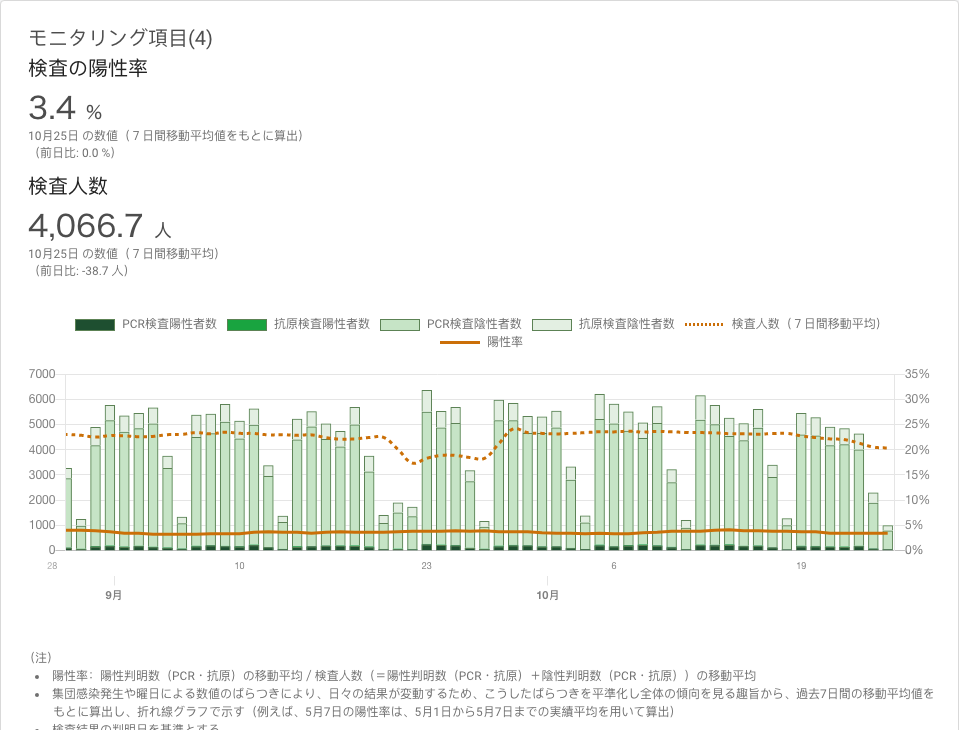 モニタリング項目(4)
検査の陽性率
3.4 %
10月25日 の数値（７日間移動平均値をもとに算出）
（前日比: 0.0 %）
検査人数
4,066.7 人
10月25日 の数値（７日間移動平均）
（前日比: -38.7 人）
PCR検査陽性者数 抗原検査陽性者数 PCR検査陰性者数 抗原検査陰性者数 検査人数（７日間移動平均）
陽性率
7000 35%
6000 30%
5000 25%
4000 20%
3000 15%
2000 10%
1000 5%
0 0%
28 10 23 6 19
9月 10月
（注）
陽性率：陽性判明数（PCR・抗原）の移動平均 / 検査人数（＝陽性判明数（PCR・抗原）＋陰性判明数（PCR・抗原））の移動平均
集団感染発生や曜日による数値のばらつきにより、日々の結果が変動するため、こうしたばらつきを平準化し全体の傾向を見る趣旨から、過去7日間の移動平均値を
もとに算出し、折れ線グラフで示す（例えば、5月7日の陽性率は、5月1日から5月7日までの実績平均を用いて算出）
検査結果の判明日を基準とする